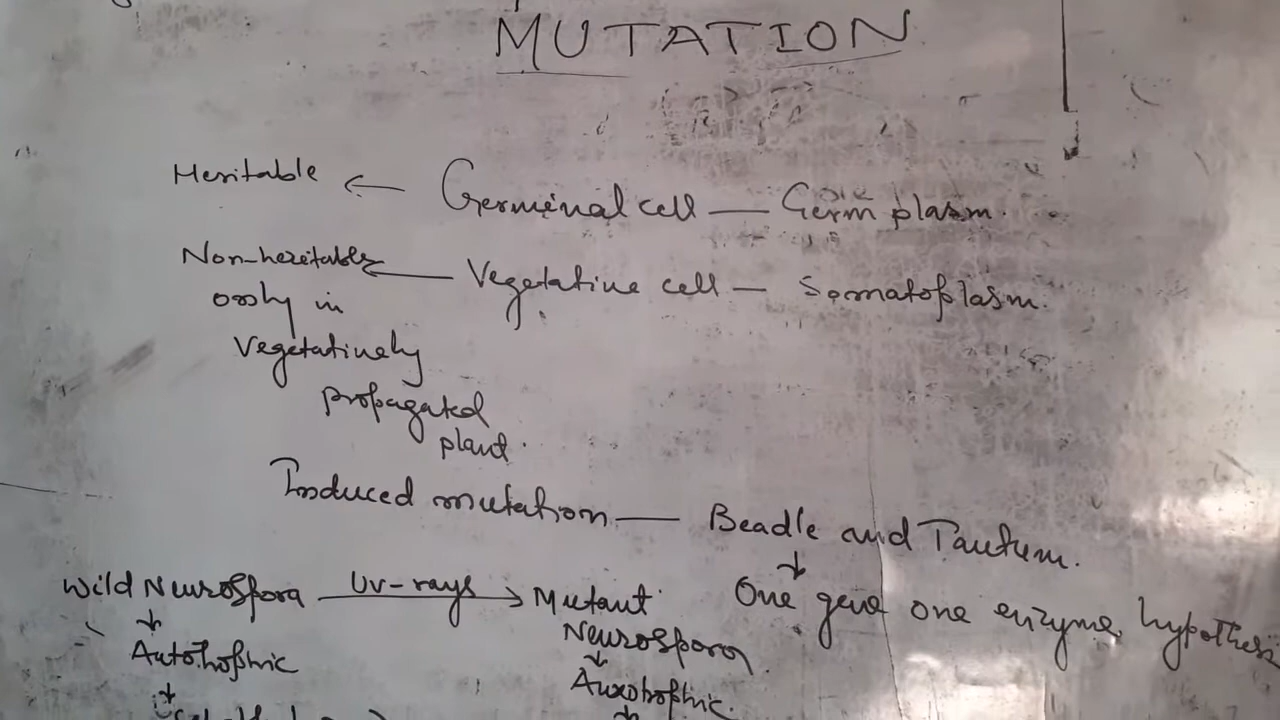 MUTATION
Heritable ← Germinal cell — Germ plasm.
Non-heritable ← Vegetative cell — Somatoplasm.
only in
Vegetatively
propagated
plant.
Induced mutation — Beadle and Tautum.
↓
Wild Neurospora UV-rays → Mutant One gene one enzyme hypothesis
↓ Neurospora
Autotrophic ↓
↓ Auxotrophic.